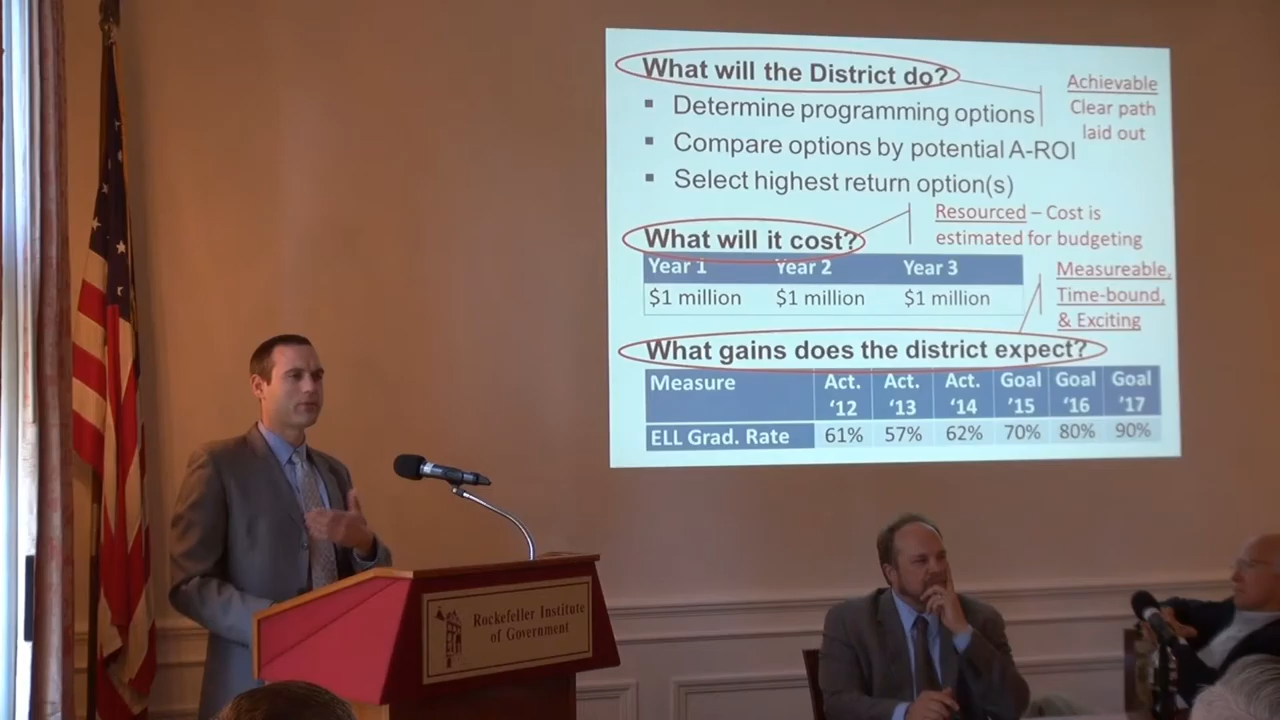 What will the District do?
Achievable
Clear path
laid out
▪ Determine programming options
▪ Compare options by potential A-ROI
▪ Select highest return option(s)
Resourced – Cost is
estimated for budgeting
What will it cost?
Year 1 Year 2 Year 3
$1 million $1 million $1 million
Measureable,
Time-bound,
& Exciting
What gains does the district expect?
Measure Act. '12 Act. '13 Act. '14 Goal '15 Goal '16 Goal '17
ELL Grad. Rate 61% 57% 62% 70% 80% 90%
Rockefeller Institute
of Government